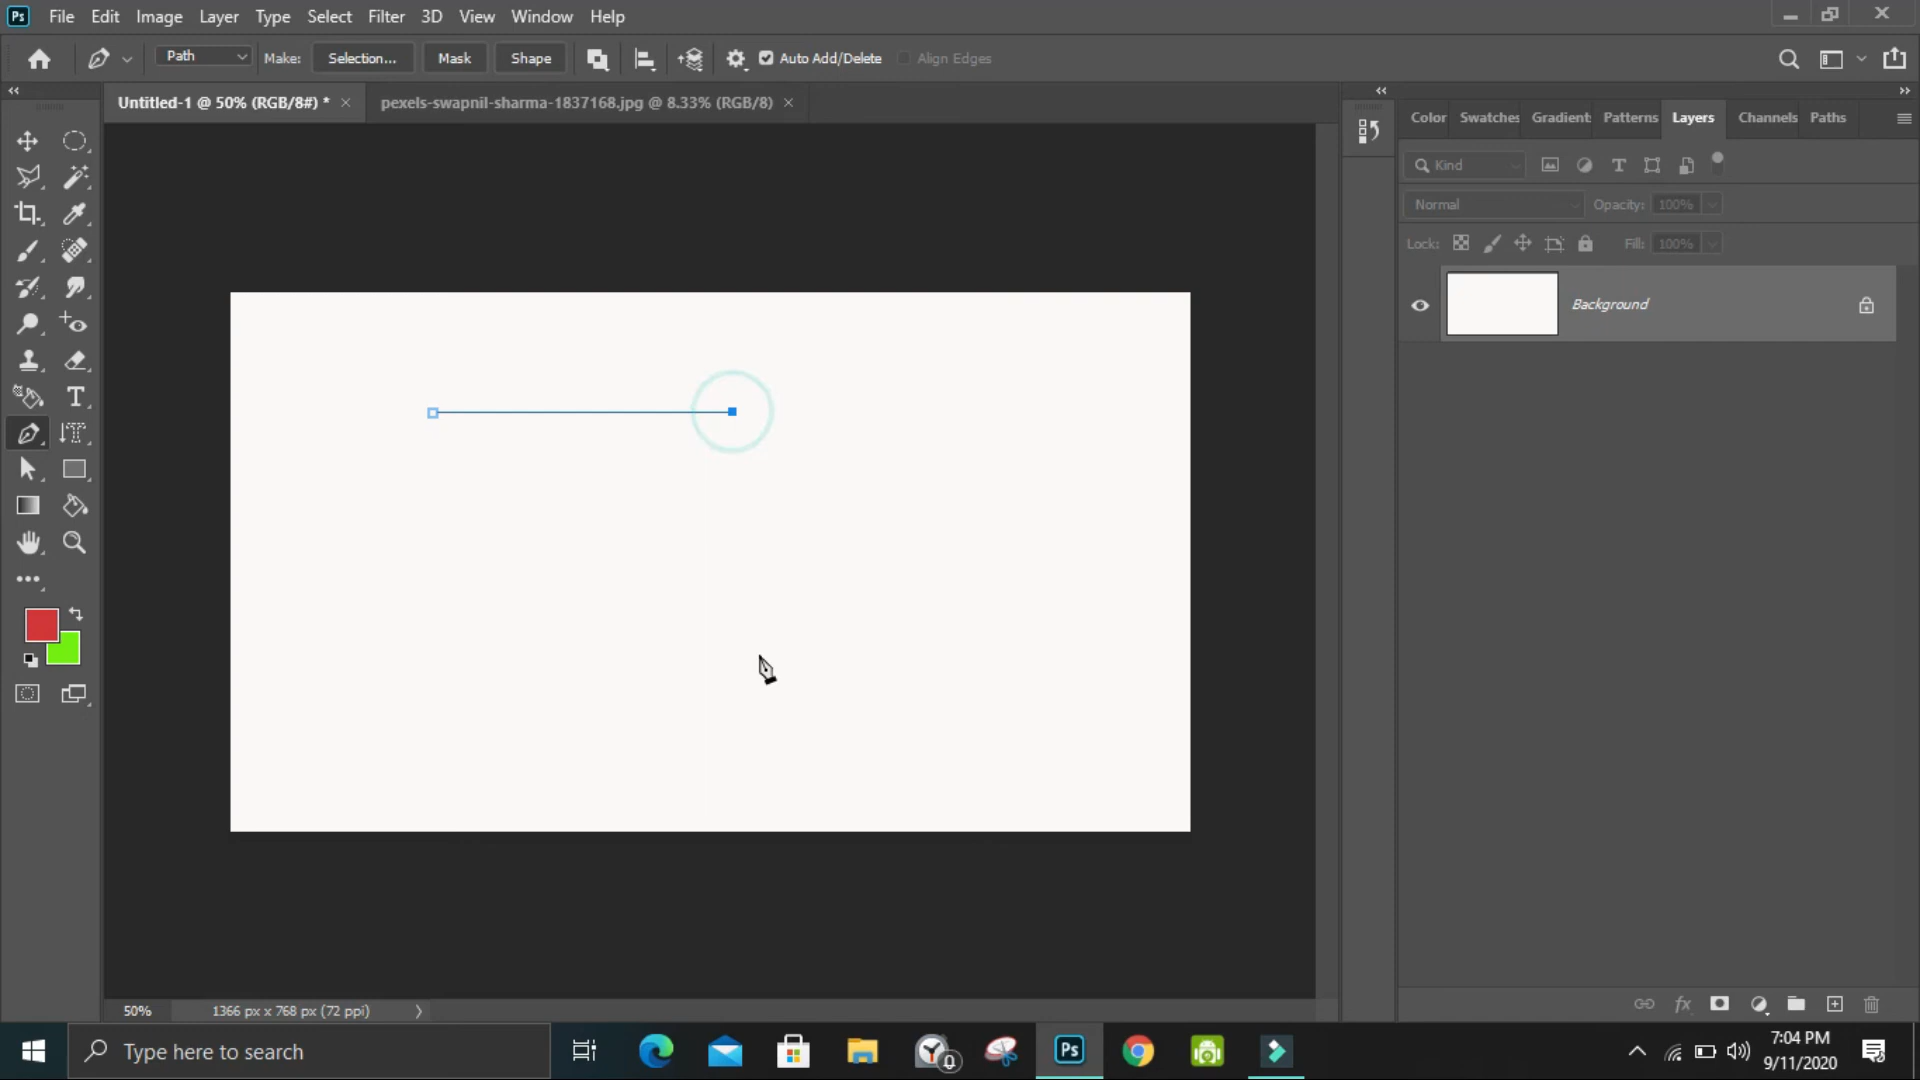 Ps File Edit Image Layer Type Select Filter 3D View Window Help
Path Make: Selection... Mask Shape Auto Add/Delete Align Edges
Untitled-1 @ 50% (RGB/8#) * × pexels-swapnil-sharma-1837168.jpg @ 8.33% (RGB/8) ×
Color Swatches Gradient Patterns Layers Channels Paths
Kind
Normal Opacity: 100%
Lock: Fill: 100%
Background
50% 1366 px x 768 px (72 ppi)
Type here to search
Ps
7:04 PM
9/11/2020